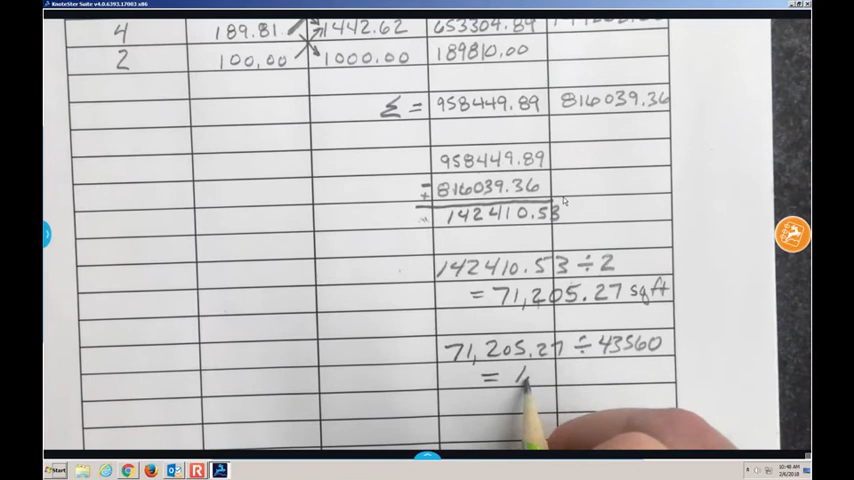 KnoteSter Suite v4.0.6393.17003 x86
4 189.81 1442.62 653304.89
2 100.00 1000.00 189810.00
Σ = 958449.89 816039.36
958449.89
816039.36
142410.53
142410.53 ÷ 2
= 71,205.27 sq ft
71,205.27 ÷ 43560
= 1
Start
10:48 AM
2/6/2018